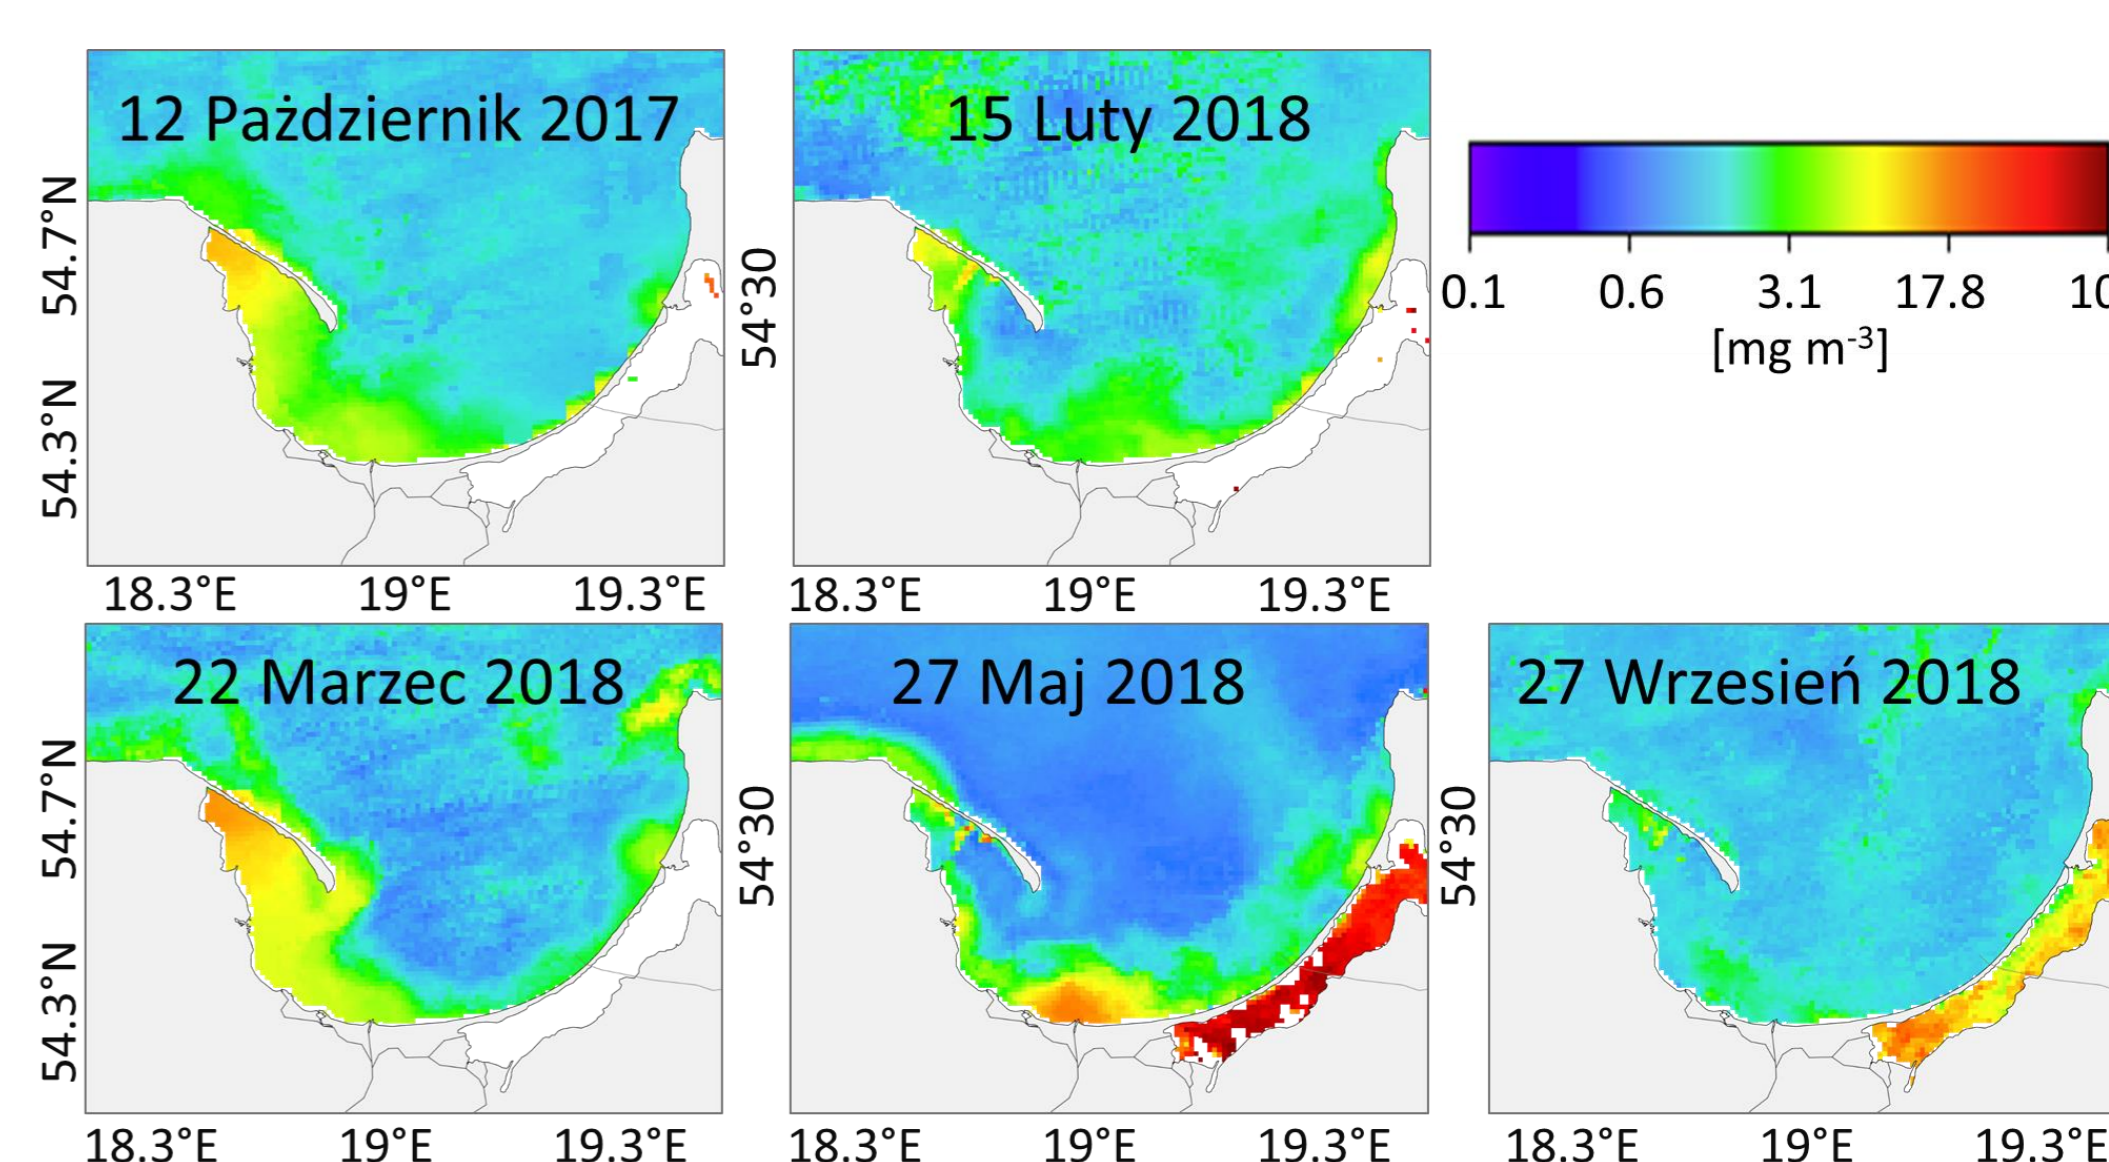 12 Pażdziernik 2017
15 Luty 2018
54.7°N
54.3°N
54°30
0.1 0.6 3.1 17.8 10
[mg m-3]
18.3°E 19°E 19.3°E
18.3°E 19°E 19.3°E
22 Marzec 2018
27 Maj 2018
27 Wrzesień 2018
54.7°N
54.3°N
54°30
54°30
18.3°E 19°E 19.3°E
18.3°E 19°E 19.3°E
18.3°E 19°E 19.3°E